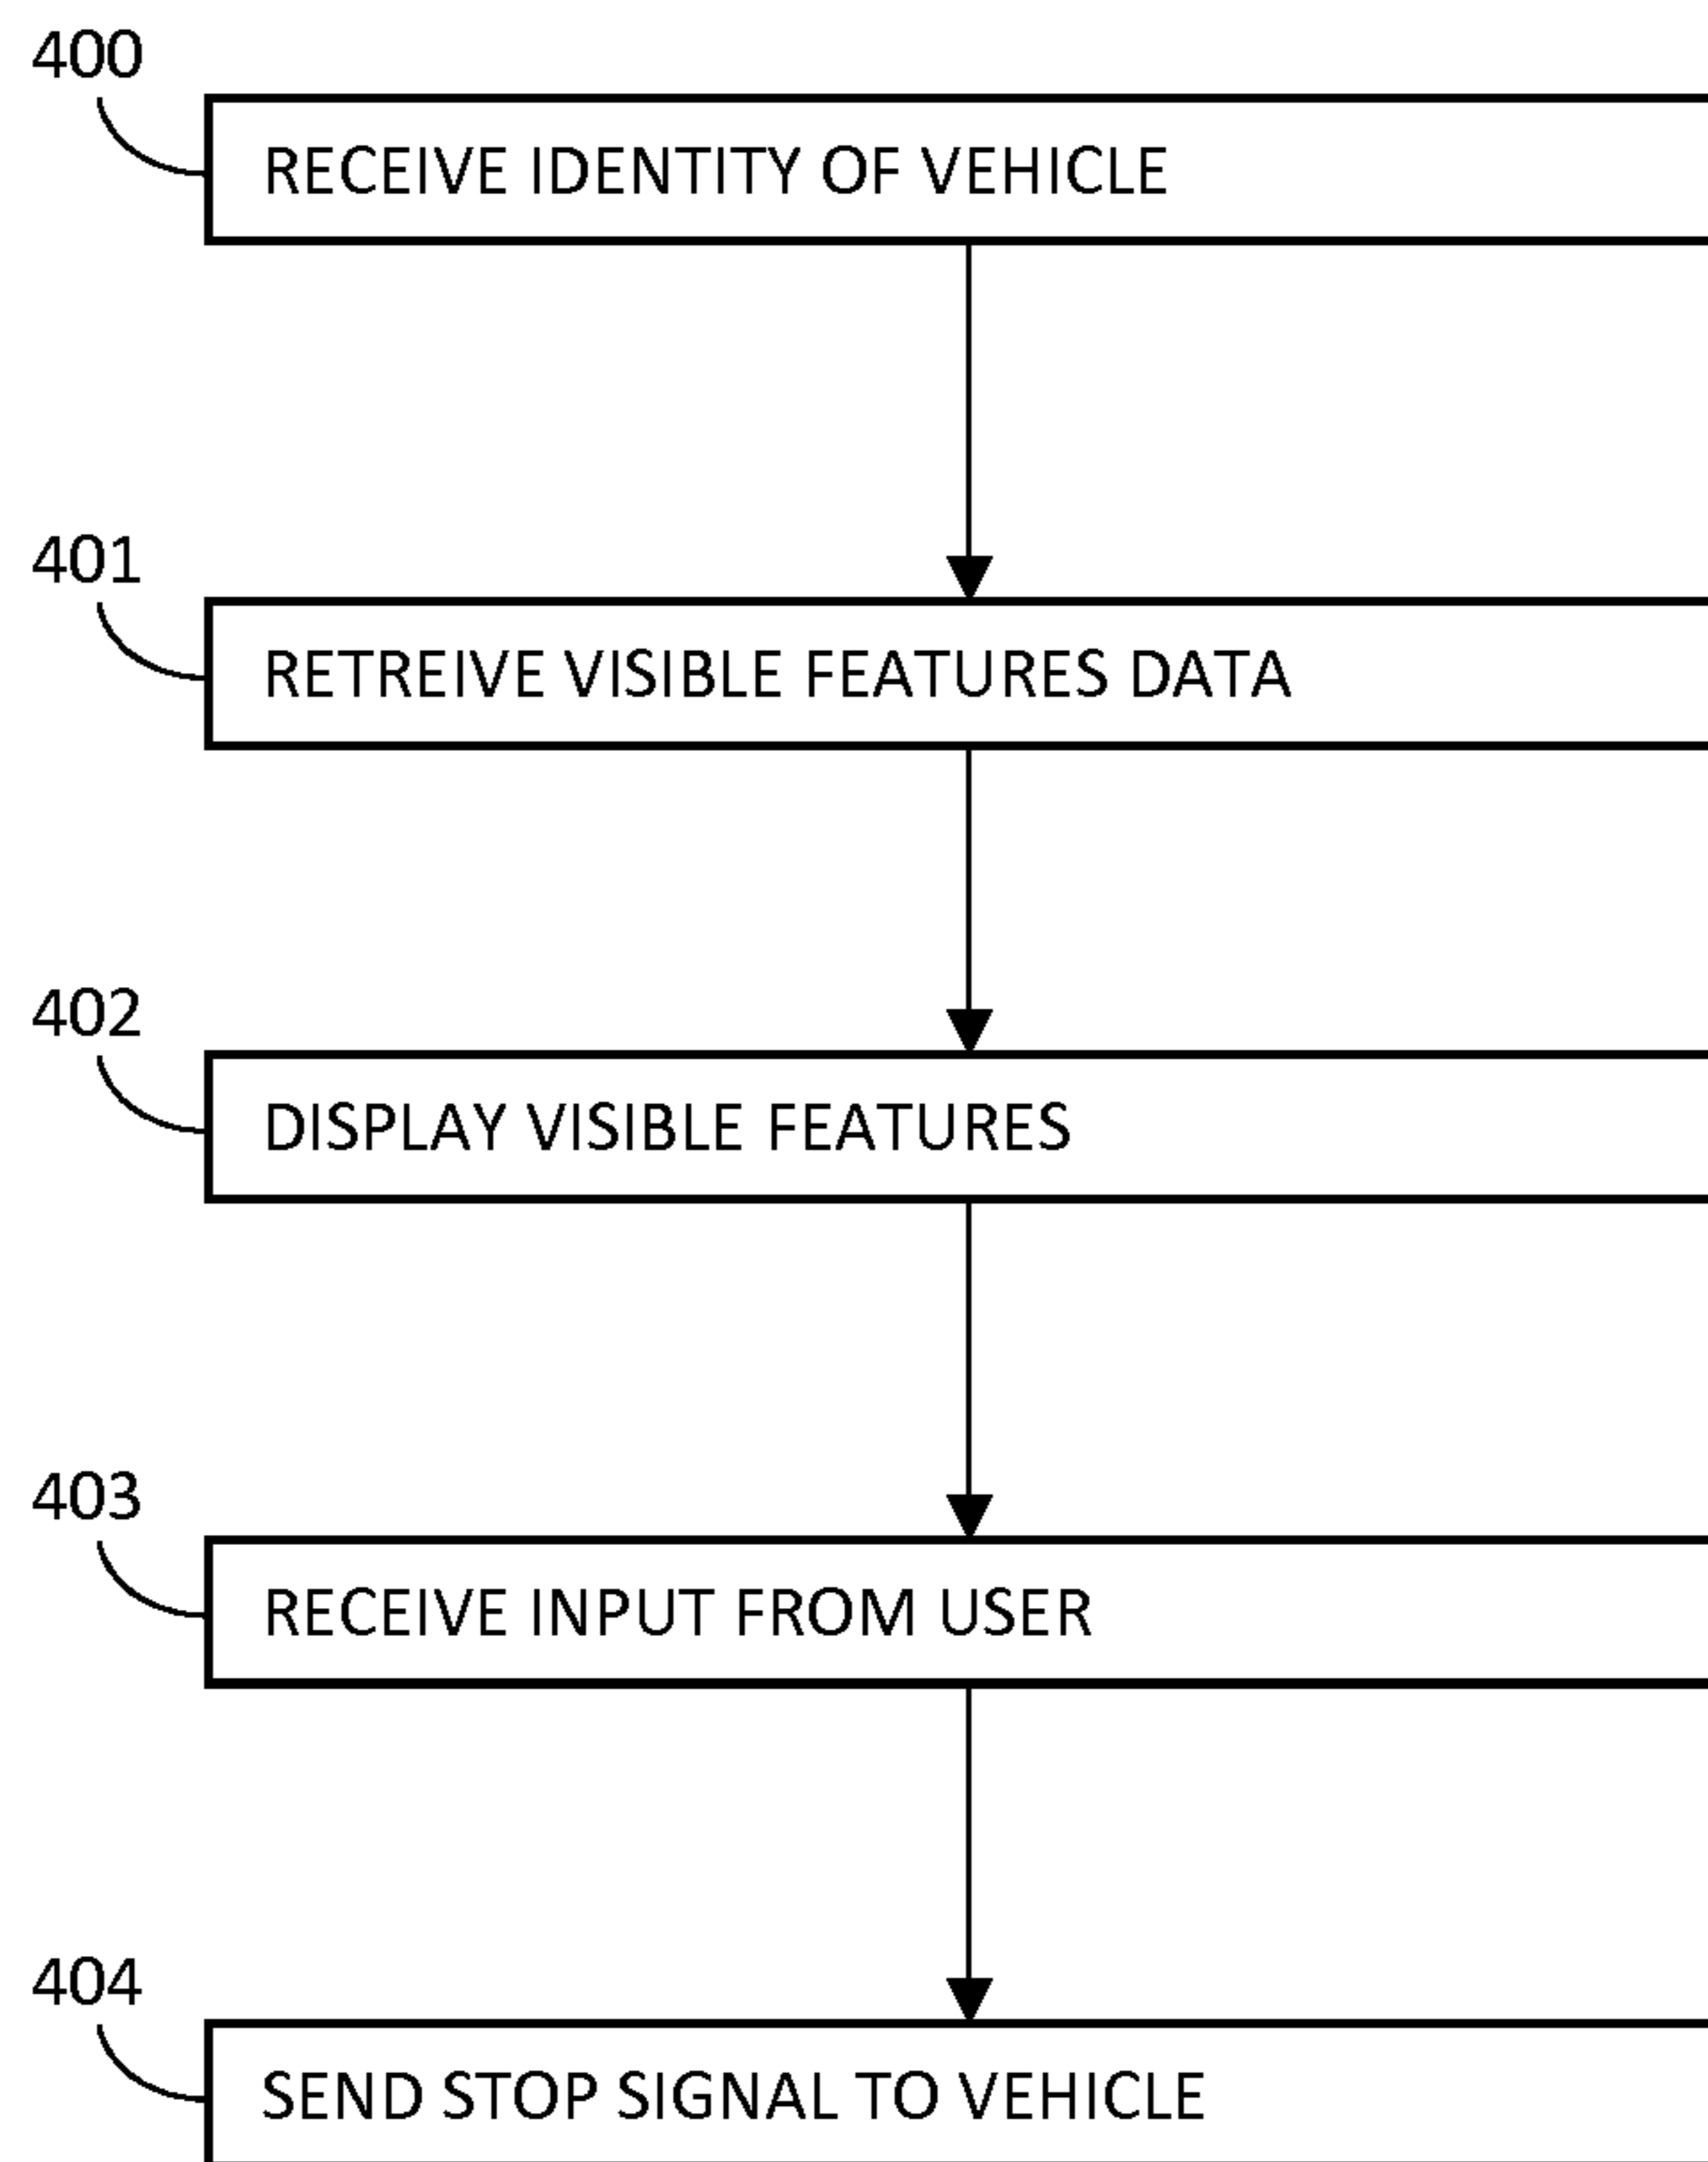 400
RECEIVE IDENTITY OF VEHICLE
401
RETREIVE VISIBLE FEATURES DATA
402
DISPLAY VISIBLE FEATURES
403
RECEIVE INPUT FROM USER
404
SEND STOP SIGNAL TO VEHICLE